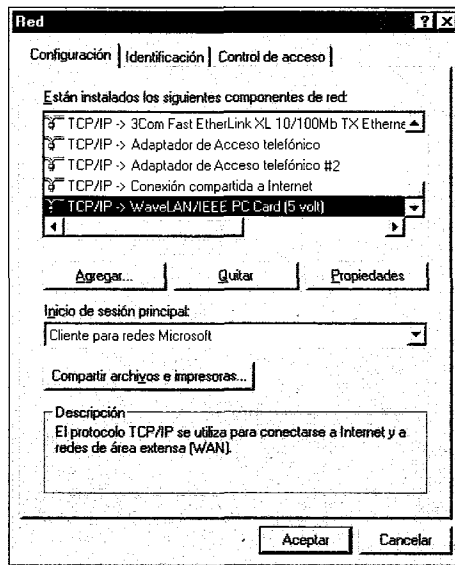 Red
Configuración Identificación Control de acceso
Están instalados los siguientes componentes de red:
TCP/IP -> 3Com Fast EtherLink XL 10/100Mb TX Etherne
TCP/IP -> Adaptador de Acceso telefónico
TCP/IP -> Adaptador de Acceso telefónico #2
TCP/IP -> Conexión compartida a Internet
TCP/IP -> WaveLAN/IEEE PC Card (5 volt)
Agregar... Quitar Propiedades
Inicio de sesión principal:
Cliente para redes Microsoft
Compartir archivos e impresoras...
Descripción
El protocolo TCP/IP se utiliza para conectarse a Internet y a
redes de área extensa (WAN).
Aceptar Cancelar